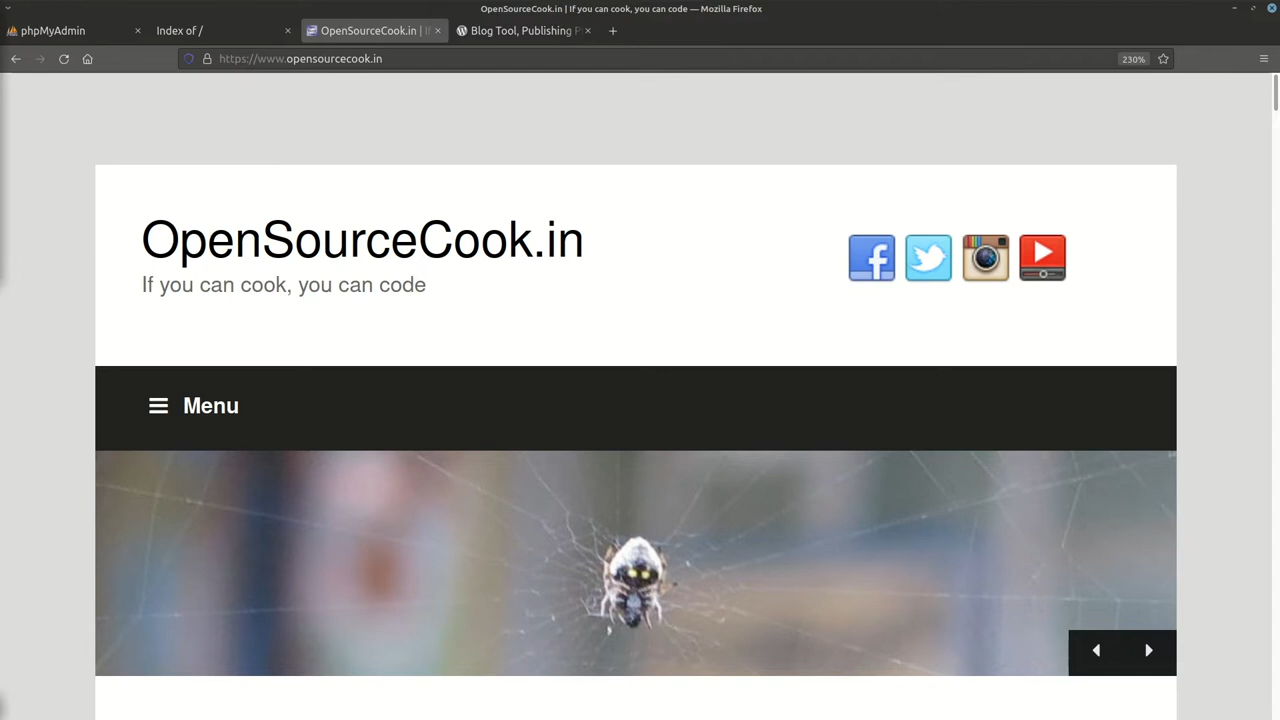 OpenSourceCook.in | If you can cook, you can code — Mozilla Firefox
phpMyAdmin
Index of /
OpenSourceCook.in | I
Blog Tool, Publishing P
https://www.opensourcecook.in
230%
OpenSourceCook.in
If you can cook, you can code
Menu